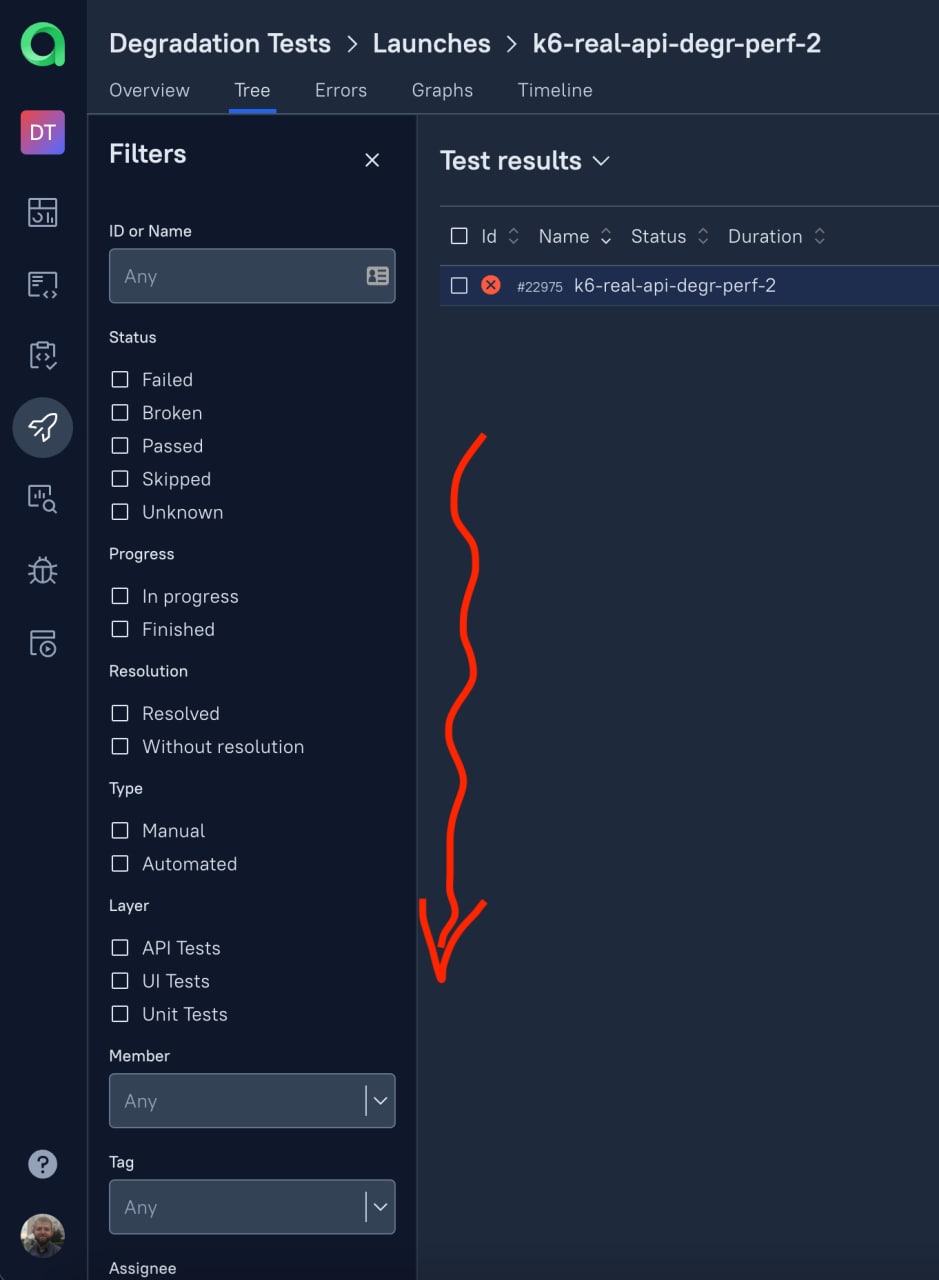 Degradation Tests > Launches > k6-real-api-degr-perf-2
Overview Tree Errors Graphs Timeline
DT
Filters
Test results
ID or Name
Any
Id Name Status Duration
#22975 k6-real-api-degr-perf-2
Status
Failed
Broken
Passed
Skipped
Unknown
Progress
In progress
Finished
Resolution
Resolved
Without resolution
Type
Manual
Automated
Layer
API Tests
UI Tests
Unit Tests
Member
Any
Tag
Any
Assignee
?